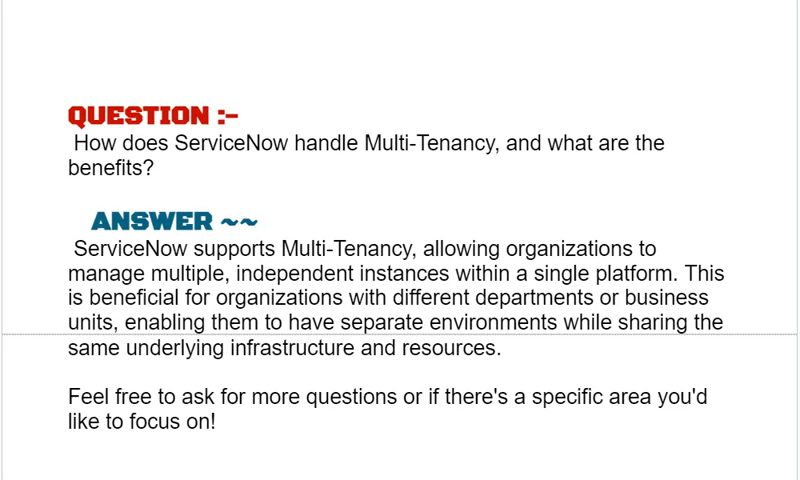 QUESTION :-
How does ServiceNow handle Multi-Tenancy, and what are the
benefits?
ANSWER ~~
ServiceNow supports Multi-Tenancy, allowing organizations to
manage multiple, independent instances within a single platform. This
is beneficial for organizations with different departments or business
units, enabling them to have separate environments while sharing the
same underlying infrastructure and resources.
Feel free to ask for more questions or if there's a specific area you'd
like to focus on!